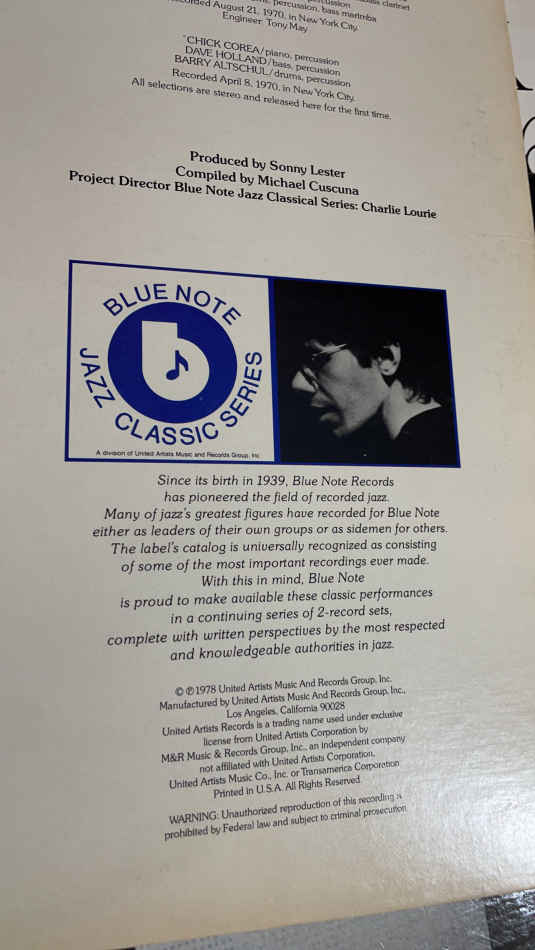 percussion, bass marimba
Recorded August 21, 1970, in New York City.
Engineer: Tony May
*CHICK COREA/piano, percussion
DAVE HOLLAND/bass, percussion
BARRY ALTSCHUL/drums, percussion
Recorded April 8, 1970, in New York City.
All selections are stereo and released here for the first time.
Produced by Sonny Lester
Compiled by Michael Cuscuna
Project Director Blue Note Jazz Classical Series: Charlie Lourie
BLUE NOTE
JAZZ CLASSIC SERIES
A division of United Artists Music and Records Group, Inc.
Since its birth in 1939, Blue Note Records
has pioneered the field of recorded jazz.
Many of jazz's greatest figures have recorded for Blue Note
either as leaders of their own groups or as sidemen for others.
The label's catalog is universally recognized as consisting
of some of the most important recordings ever made.
With this in mind, Blue Note
is proud to make available these classic performances
in a continuing series of 2-record sets,
complete with written perspectives by the most respected
and knowledgeable authorities in jazz.
© ℗ 1978 United Artists Music And Records Group, Inc.
Manufactured by United Artists Music And Records Group, Inc.,
Los Angeles, California 90028
United Artists Records is a trading name used under exclusive
license from United Artists Corporation by
M&R Music & Records Group, Inc., an independent company
not affiliated with United Artists Corporation,
United Artists Music Co., Inc. or Transamerica Corporation
Printed in U.S.A. All Rights Reserved.
WARNING: Unauthorized reproduction of this recording is
prohibited by Federal law and subject to criminal prosecution